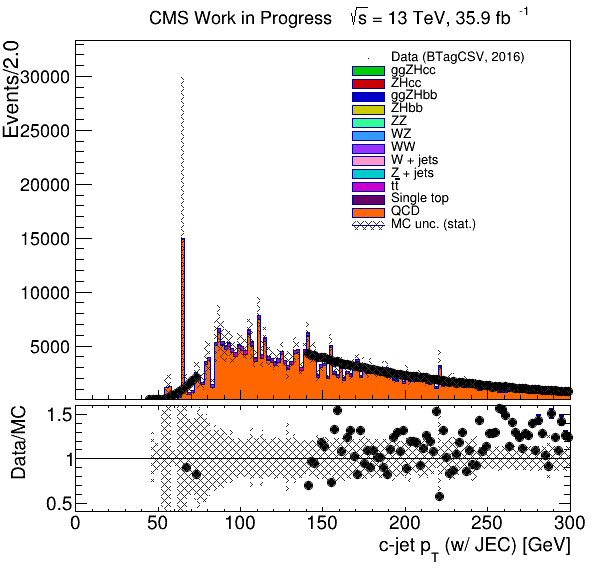 CMS Work in Progress √s = 13 TeV, 35.9 fb⁻¹
Events/2.0
30000
25000
20000
15000
10000
5000
Data (BTagCSV, 2016)
ggZHcc
ZHcc
ggZHbb
ZHbb
ZZ
WZ
WW
W + jets
Z + jets
tt̅
Single top
QCD
MC unc. (stat.)
Data/MC
1.5
1
0.5
0 50 100 150 200 250 300
c-jet p_T (w/ JEC) [GeV]